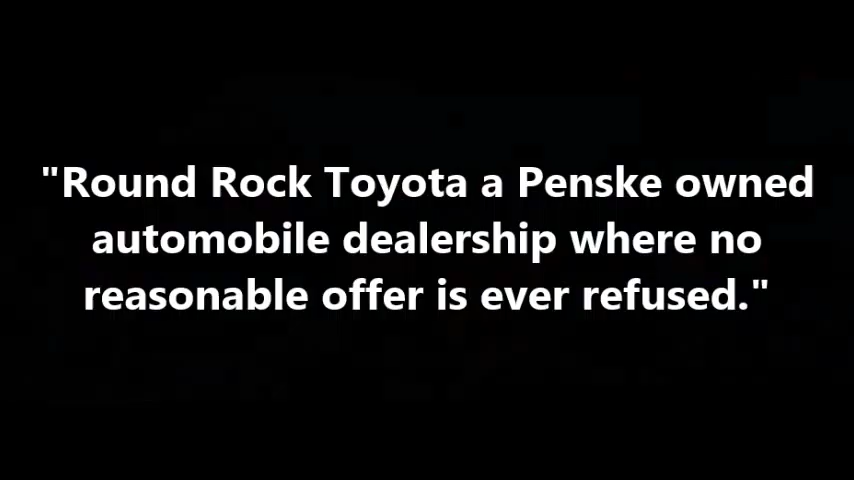 "Round Rock Toyota a Penske owned
automobile dealership where no
reasonable offer is ever refused."